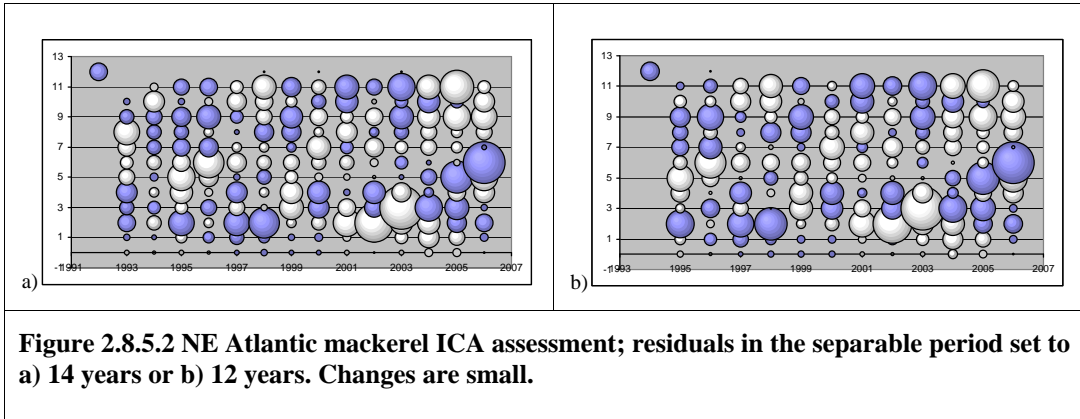 13
11
9
7
5
3
1
-1991 1993 1995 1997 1999 2001 2003 2005 2007
a)
13
11
9
7
5
3
1
-1993 1995 1997 1999 2001 2003 2005 2007
b)
Figure 2.8.5.2 NE Atlantic mackerel ICA assessment; residuals in the separable period set to
a) 14 years or b) 12 years. Changes are small.